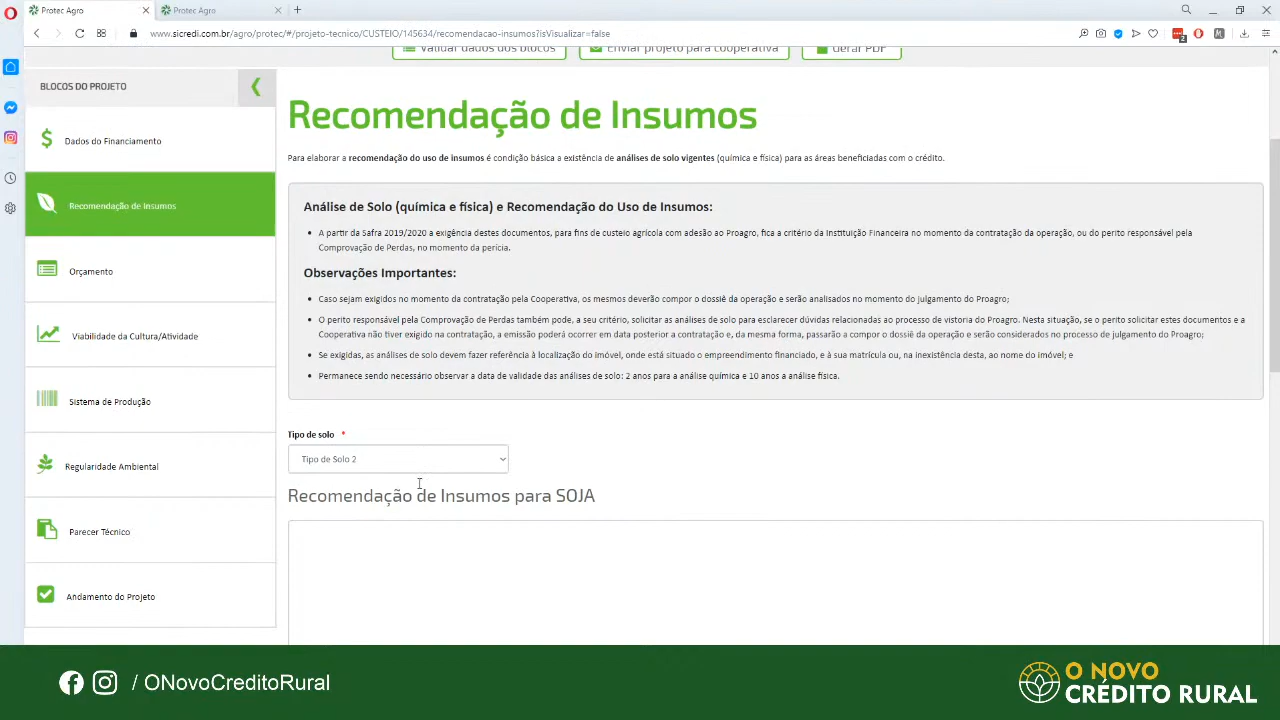 Protec Agro
Protec Agro
www.sicredi.com.br/agro/protec/#/projeto-tecnico/CUSTEIO/145634/recomendacao-insumos?isVisualizar=false
Validar dados dos blocos
Enviar projeto para cooperativa
Gerar PDF
BLOCOS DO PROJETO
Dados do Financiamento
Recomendação de Insumos
Orçamento
Viabilidade da Cultura/Atividade
Sistema de Produção
Regularidade Ambiental
Parecer Técnico
Andamento do Projeto
Recomendação de Insumos
Para elaborar a recomendação do uso de insumos é condição básica a existência de análises de solo vigentes (química e física) para as áreas beneficiadas com o crédito.
Análise de Solo (química e física) e Recomendação do Uso de Insumos:
• A partir da Safra 2019/2020 a exigência destes documentos, para fins de custeio agrícola com adesão ao Proagro, fica a critério da Instituição Financeira no momento da contratação da operação, ou do perito responsável pela
Comprovação de Perdas, no momento da perícia.
Observações Importantes:
• Caso sejam exigidos no momento da contratação pela Cooperativa, os mesmos deverão compor o dossiê da operação e serão analisados no momento do julgamento do Proagro;
• O perito responsável pela Comprovação de Perdas também pode, a seu critério, solicitar as análises de solo para esclarecer dúvidas relacionadas ao processo de vistoria do Proagro. Nesta situação, se o perito solicitar estes documentos e a
Cooperativa não tiver exigido na contratação, a emissão poderá ocorrer em data posterior a contratação e, da mesma forma, passarão a compor o dossiê da operação e serão considerados no processo de julgamento do Proagro;
• Se exigidas, as análises de solo devem fazer referência à localização do imóvel, onde está situado o empreendimento financiado, e à sua matrícula ou, na inexistência desta, ao nome do imóvel; e
• Permanece sendo necessário observar a data de validade das análises de solo: 2 anos para a análise química e 10 anos a análise física.
Tipo de solo *
Tipo de Solo 2
Recomendação de Insumos para SOJA
/ ONovoCreditoRural
O NOVO
CRÉDITO RURAL